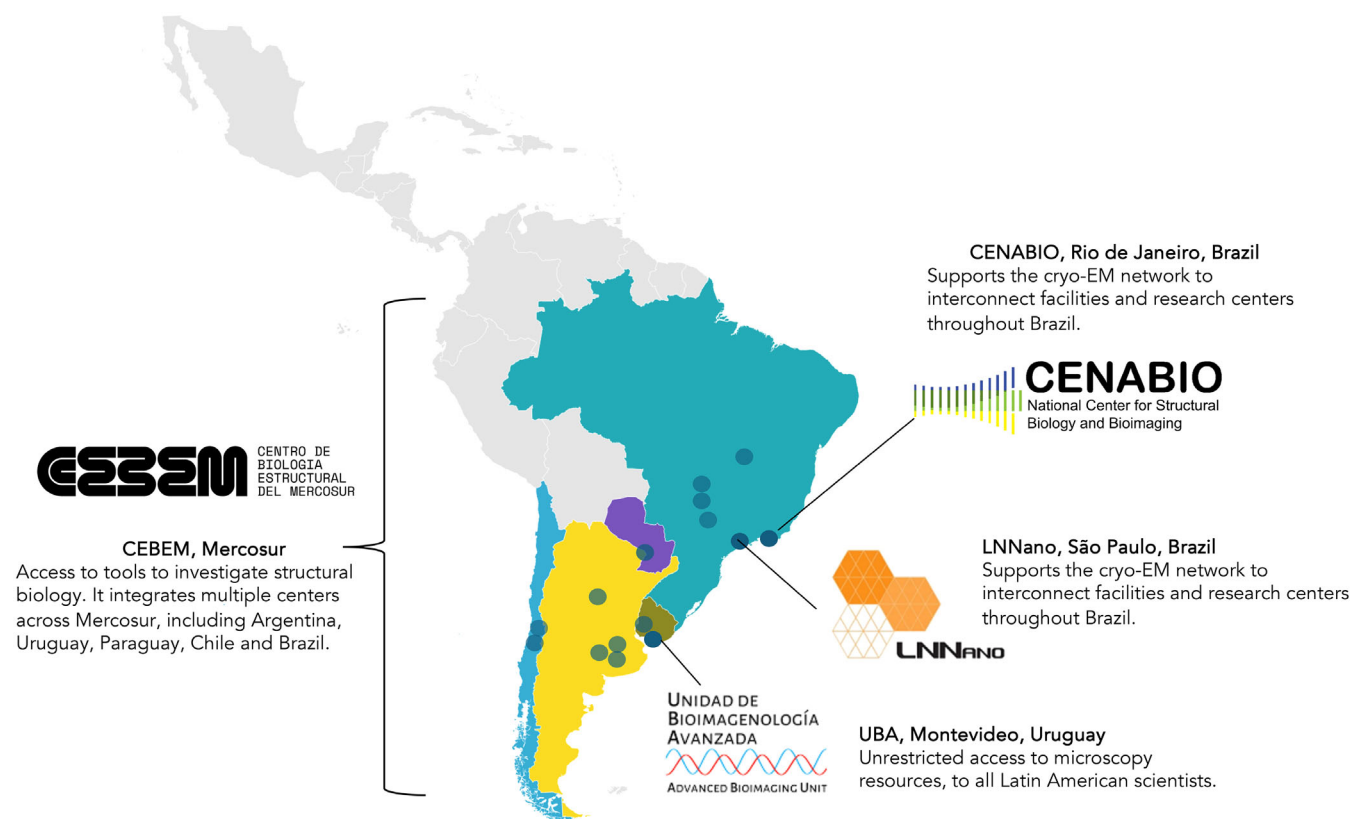 CENABIO, Rio de Janeiro, Brazil
Supports the cryo-EM network to
interconnect facilities and research centers
throughout Brazil.
CENABIO
National Center for Structural
Biology and Bioimaging
CEBEM
CENTRO DE
BIOLOGIA
ESTRUCTURAL
DEL MERCOSUR
CEBEM, Mercosur
Access to tools to investigate structural
biology. It integrates multiple centers
across Mercosur, including Argentina,
Uruguay, Paraguay, Chile and Brazil.
LNNano, São Paulo, Brazil
Supports the cryo-EM network to
interconnect facilities and research centers
throughout Brazil.
LNNANO
UNIDAD DE
BIOIMAGENOLOGÍA
AVANZADA
ADVANCED BIOIMAGING UNIT
UBA, Montevideo, Uruguay
Unrestricted access to microscopy
resources, to all Latin American scientists.